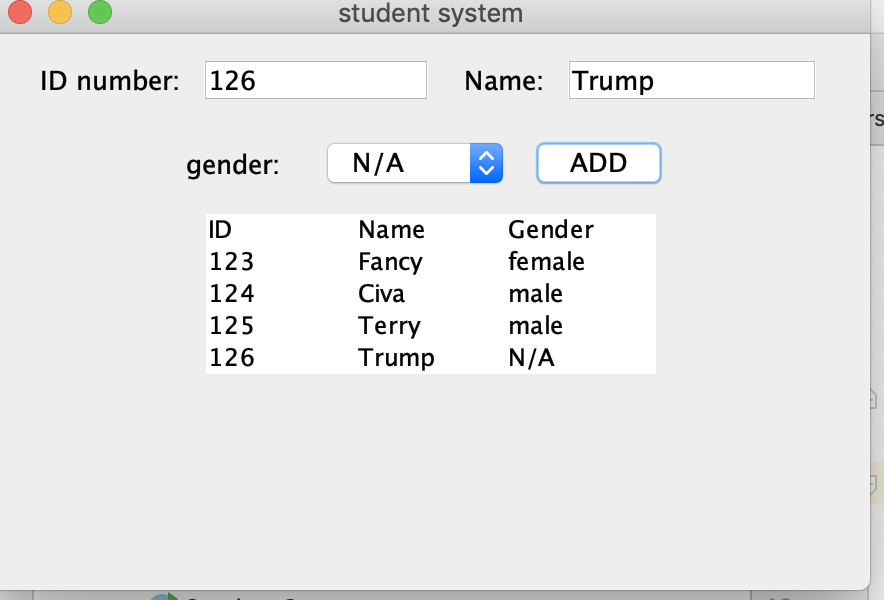 student system
ID number: 126 Name: Trump
gender: N/A ADD
ID Name Gender
123 Fancy female
124 Civa male
125 Terry male
126 Trump N/A